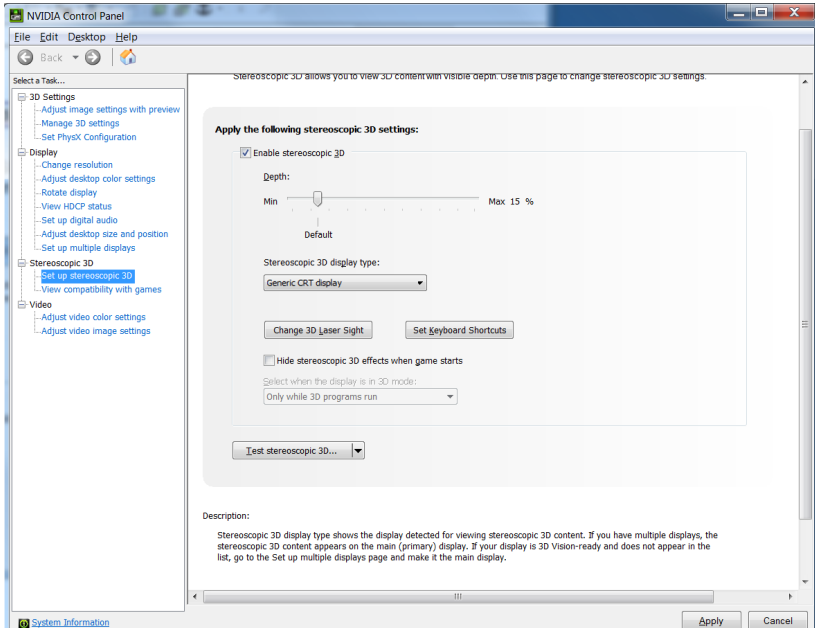 NVIDIA Control Panel
File Edit Desktop Help
Back
Select a Task...
3D Settings
Adjust image settings with preview
Manage 3D settings
Set PhysX Configuration
Display
Change resolution
Adjust desktop color settings
Rotate display
View HDCP status
Set up digital audio
Adjust desktop size and position
Set up multiple displays
Stereoscopic 3D
Set up stereoscopic 3D
View compatibility with games
Video
Adjust video color settings
Adjust video image settings
System Information
Stereoscopic 3D allows you to view 3D content with visible depth. Use this page to change stereoscopic 3D settings.
Apply the following stereoscopic 3D settings:
Enable stereoscopic 3D
Depth:
Min Max 15 %
Default
Stereoscopic 3D display type:
Generic CRT display
Change 3D Laser Sight Set Keyboard Shortcuts
Hide stereoscopic 3D effects when game starts
Select when the display is in 3D mode:
Only while 3D programs run
Test stereoscopic 3D...
Description:
Stereoscopic 3D display type shows the display detected for viewing stereoscopic 3D content. If you have multiple displays, the
stereoscopic 3D content appears on the main (primary) display. If your display is 3D Vision-ready and does not appear in the
list, go to the Set up multiple displays page and make it the main display.
Apply Cancel